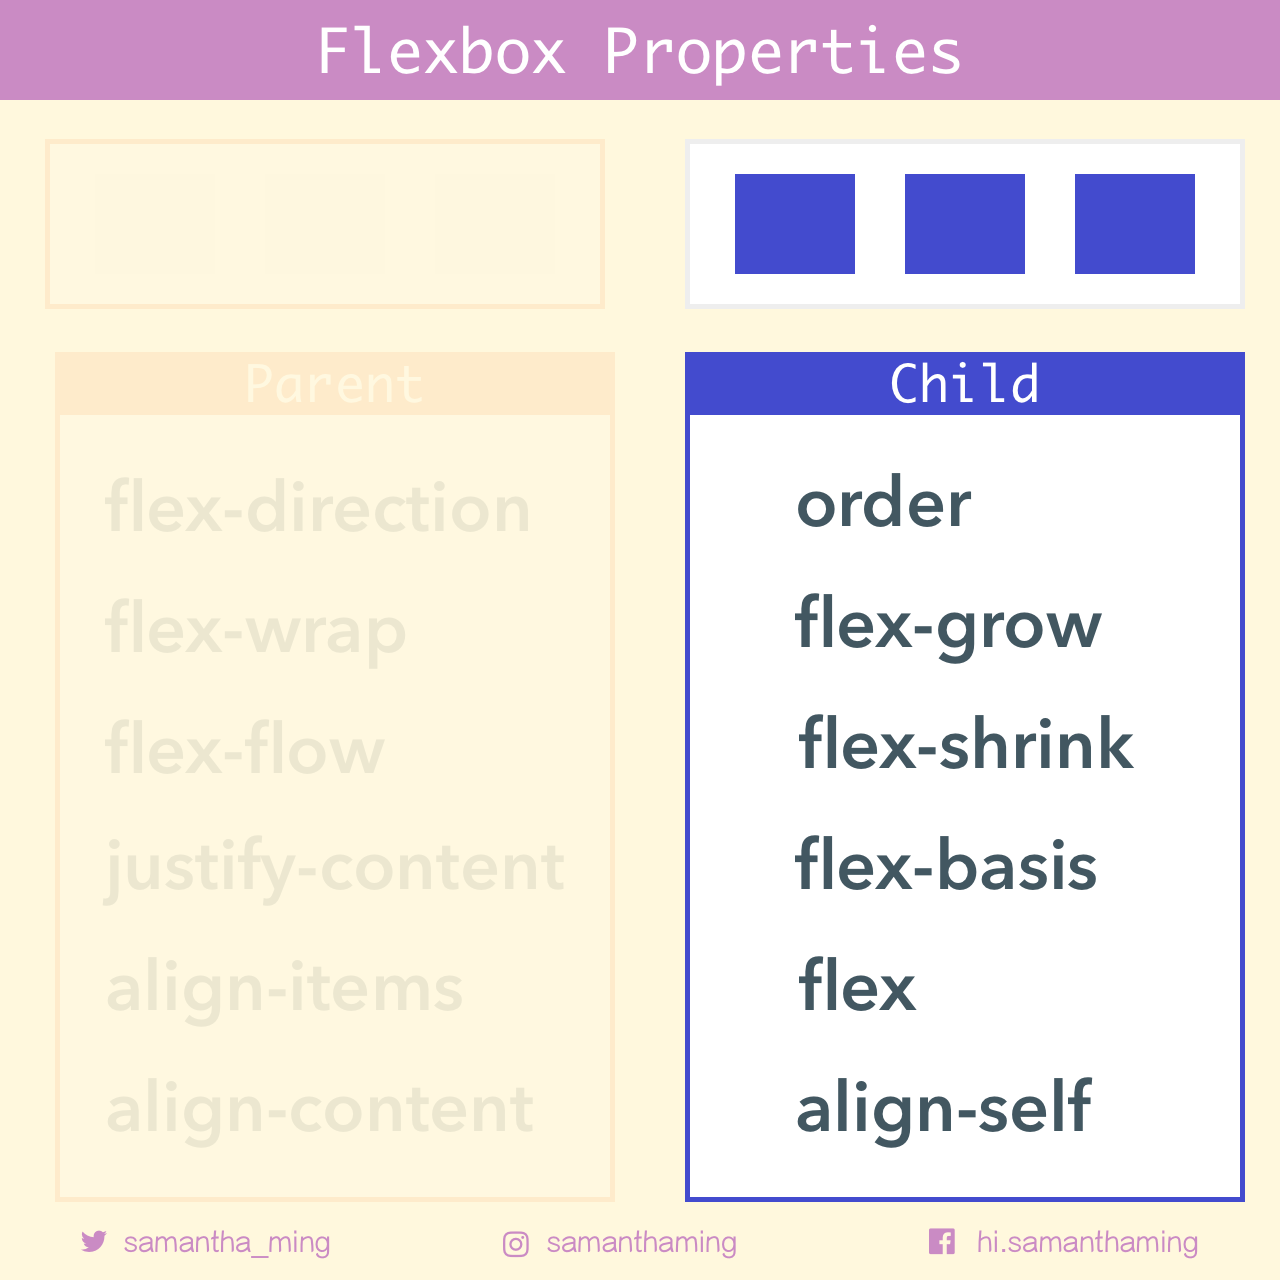 Flexbox Properties
Parent
flex-direction
flex-wrap
flex-flow
justify-content
align-items
align-content
Child
order
flex-grow
flex-shrink
flex-basis
flex
align-self
samantha_ming
samanthaming
hi.samanthaming